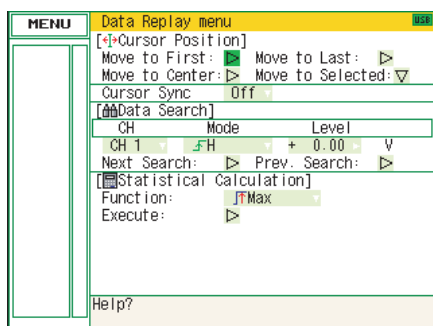 MENU
Data Replay menu
USB
[Cursor Position]
Move to First: Move to Last:
Move to Center: Move to Selected:
Cursor Sync Off
[Data Search]
CH Mode Level
CH 1 H + 0.00 V
Next Search: Prev. Search:
[Statistical Calculation]
Function: Max
Execute:
Help?